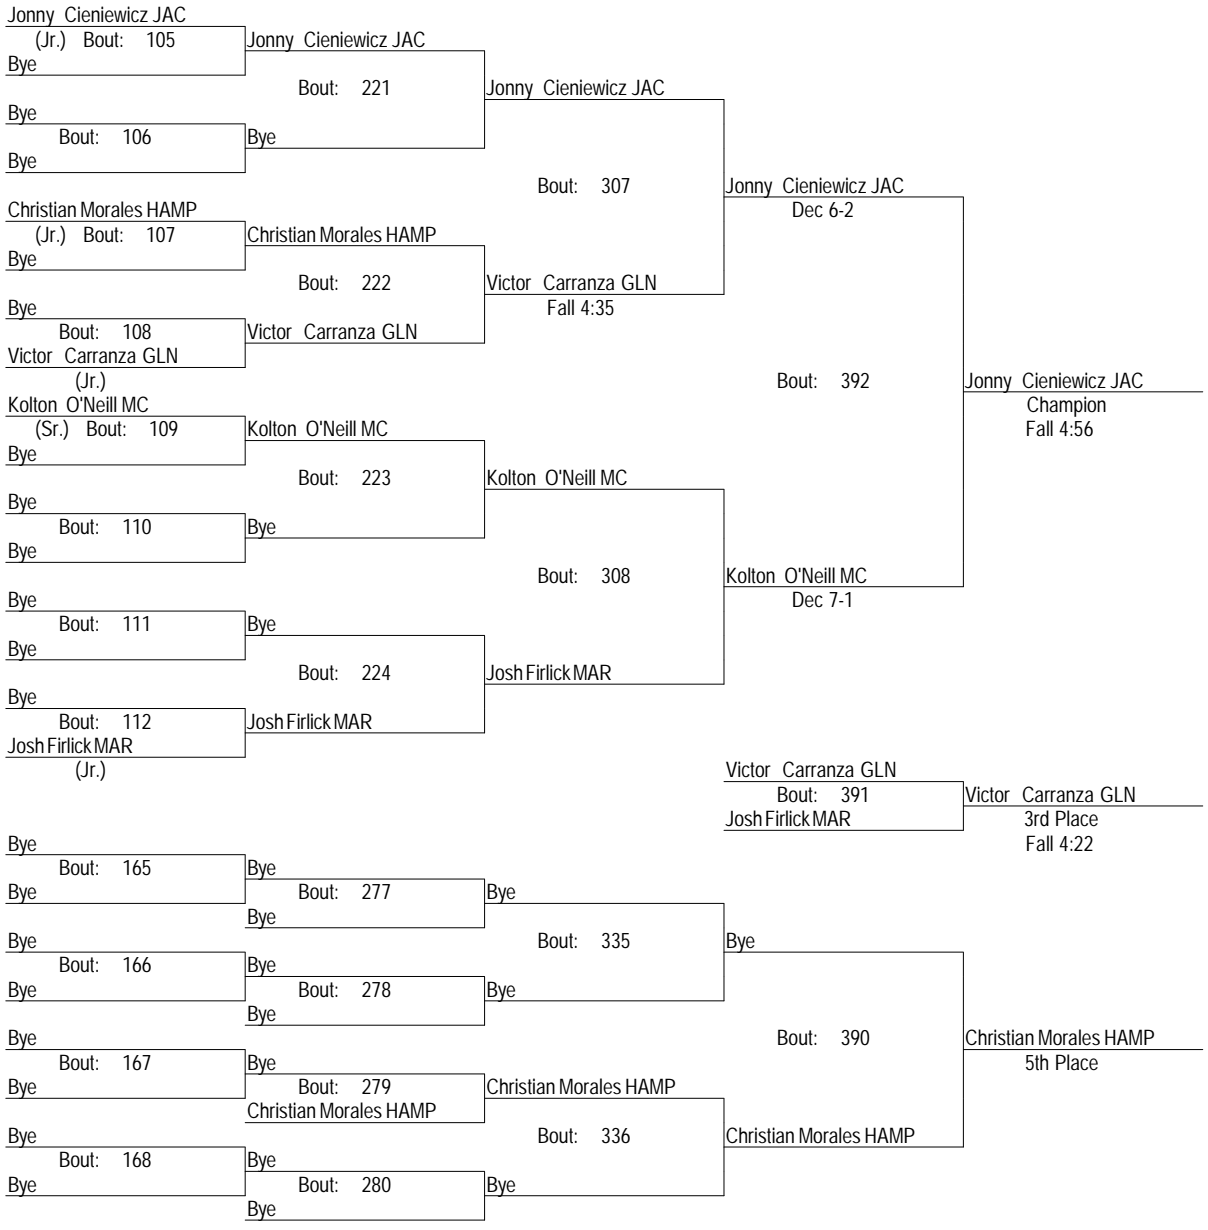 Jonny Cieniewicz JAC
(Jr.) Bout: 105 Jonny Cieniewicz JAC
Bye
Bout: 221 Jonny Cieniewicz JAC
Bye
Bout: 106 Bye
Bye
Bout: 307 Jonny Cieniewicz JAC
Dec 6-2
Christian Morales HAMP
(Jr.) Bout: 107 Christian Morales HAMP
Bye
Bout: 222 Victor Carranza GLN
Bye Fall 4:35
Bout: 108 Victor Carranza GLN
Victor Carranza GLN
(Jr.) Bout: 392 Jonny Cieniewicz JAC
Kolton O'Neill MC Champion
(Sr.) Bout: 109 Kolton O'Neill MC Fall 4:56
Bye
Bout: 223 Kolton O'Neill MC
Bye
Bout: 110 Bye
Bye
Bout: 308 Kolton O'Neill MC
Bye Dec 7-1
Bout: 111 Bye
Bye
Bout: 224 Josh Firlick MAR
Bye
Bout: 112 Josh Firlick MAR
Josh Firlick MAR
(Jr.) Victor Carranza GLN
Bout: 391 Victor Carranza GLN
Josh Firlick MAR 3rd Place
Bye Fall 4:22
Bout: 165 Bye
Bye Bout: 277 Bye
Bye
Bye Bout: 335 Bye
Bout: 166 Bye
Bye Bout: 278 Bye
Bye
Bye Bout: 390 Christian Morales HAMP
Bout: 167 Bye 5th Place
Bye Bout: 279 Christian Morales HAMP
Christian Morales HAMP
Bye Bout: 336 Christian Morales HAMP
Bout: 168 Bye
Bye Bout: 280 Bye
Bye